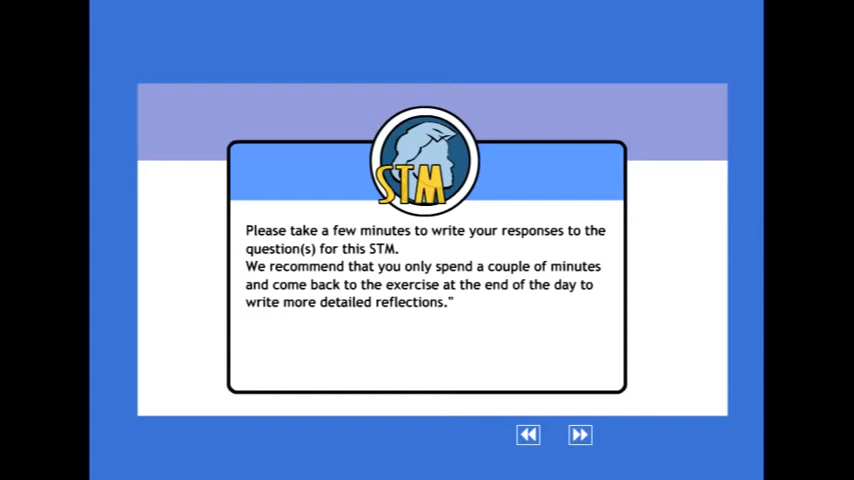 STM
Please take a few minutes to write your responses to the
question(s) for this STM.
We recommend that you only spend a couple of minutes
and come back to the exercise at the end of the day to
write more detailed reflections."